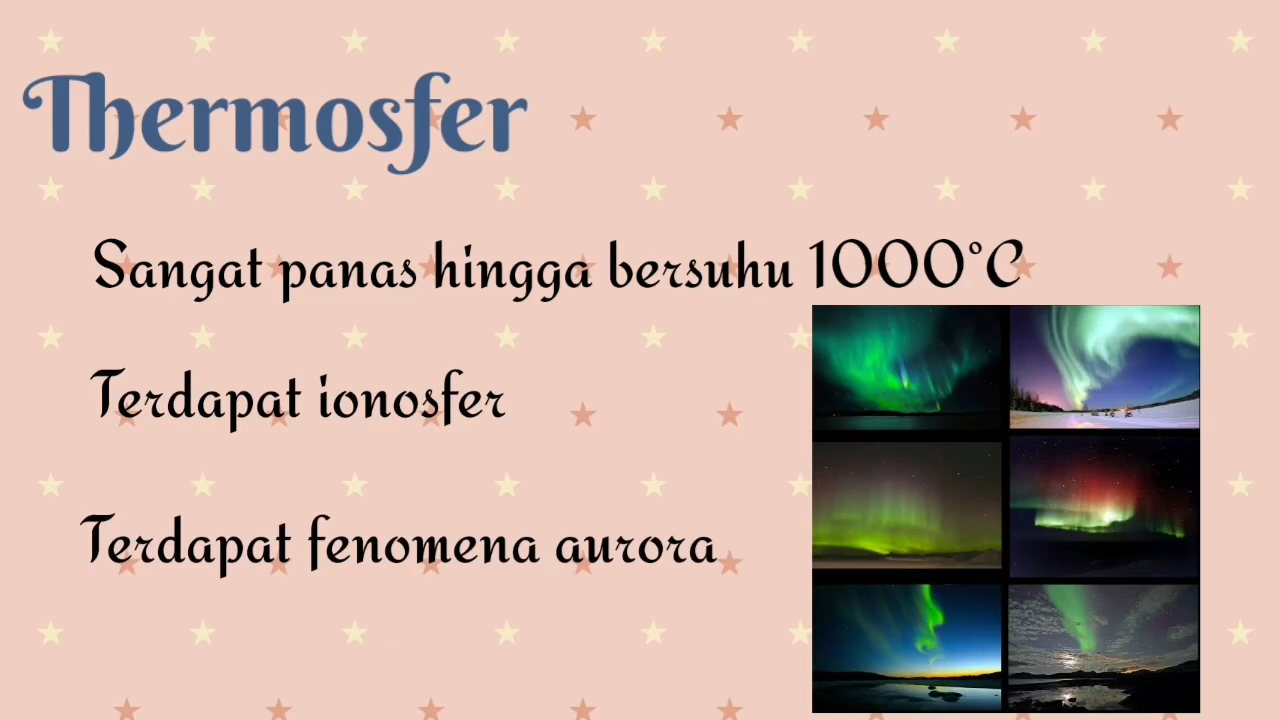 Thermosfer
Sangat panas hingga bersuhu 1000°C
Terdapat ionosfer
Terdapat fenomena aurora